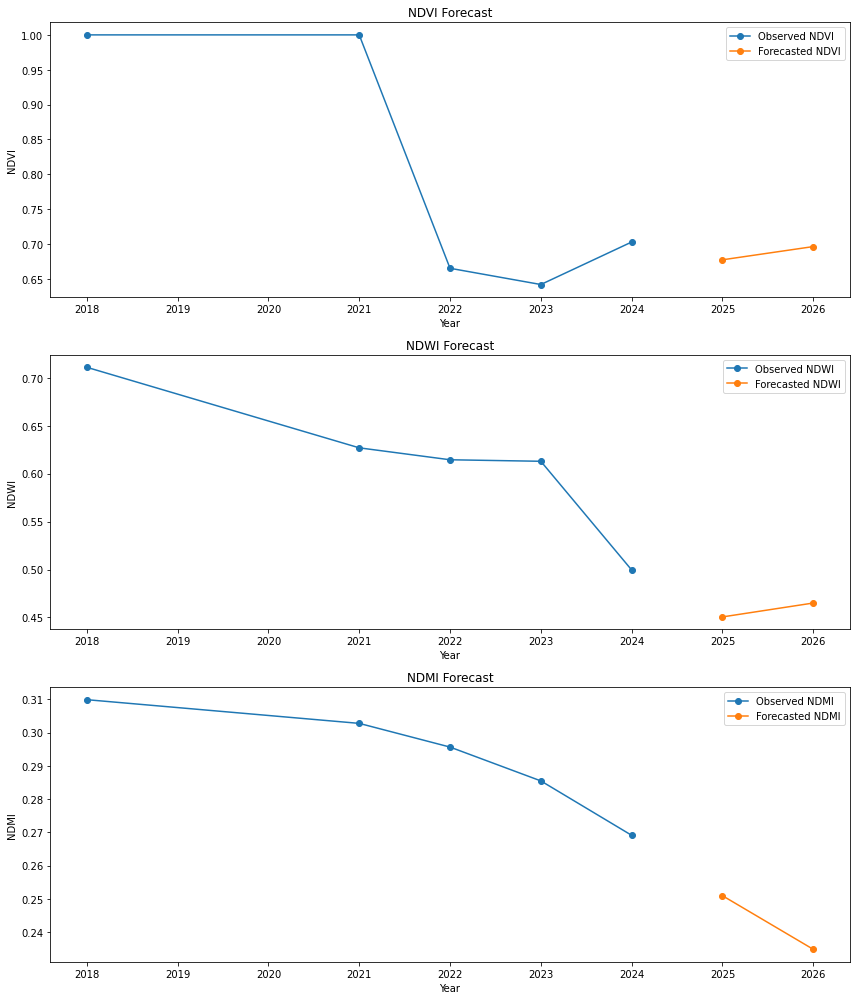 NDVI Forecast
Observed NDVI
Forecasted NDVI
NDVI
1.00
0.95
0.90
0.85
0.80
0.75
0.70
0.65
2018 2019 2020 2021 2022 2023 2024 2025 2026
Year
NDWI Forecast
Observed NDWI
Forecasted NDWI
NDWI
0.70
0.65
0.60
0.55
0.50
0.45
2018 2019 2020 2021 2022 2023 2024 2025 2026
Year
NDMI Forecast
Observed NDMI
Forecasted NDMI
NDMI
0.31
0.30
0.29
0.28
0.27
0.26
0.25
0.24
2018 2019 2020 2021 2022 2023 2024 2025 2026
Year